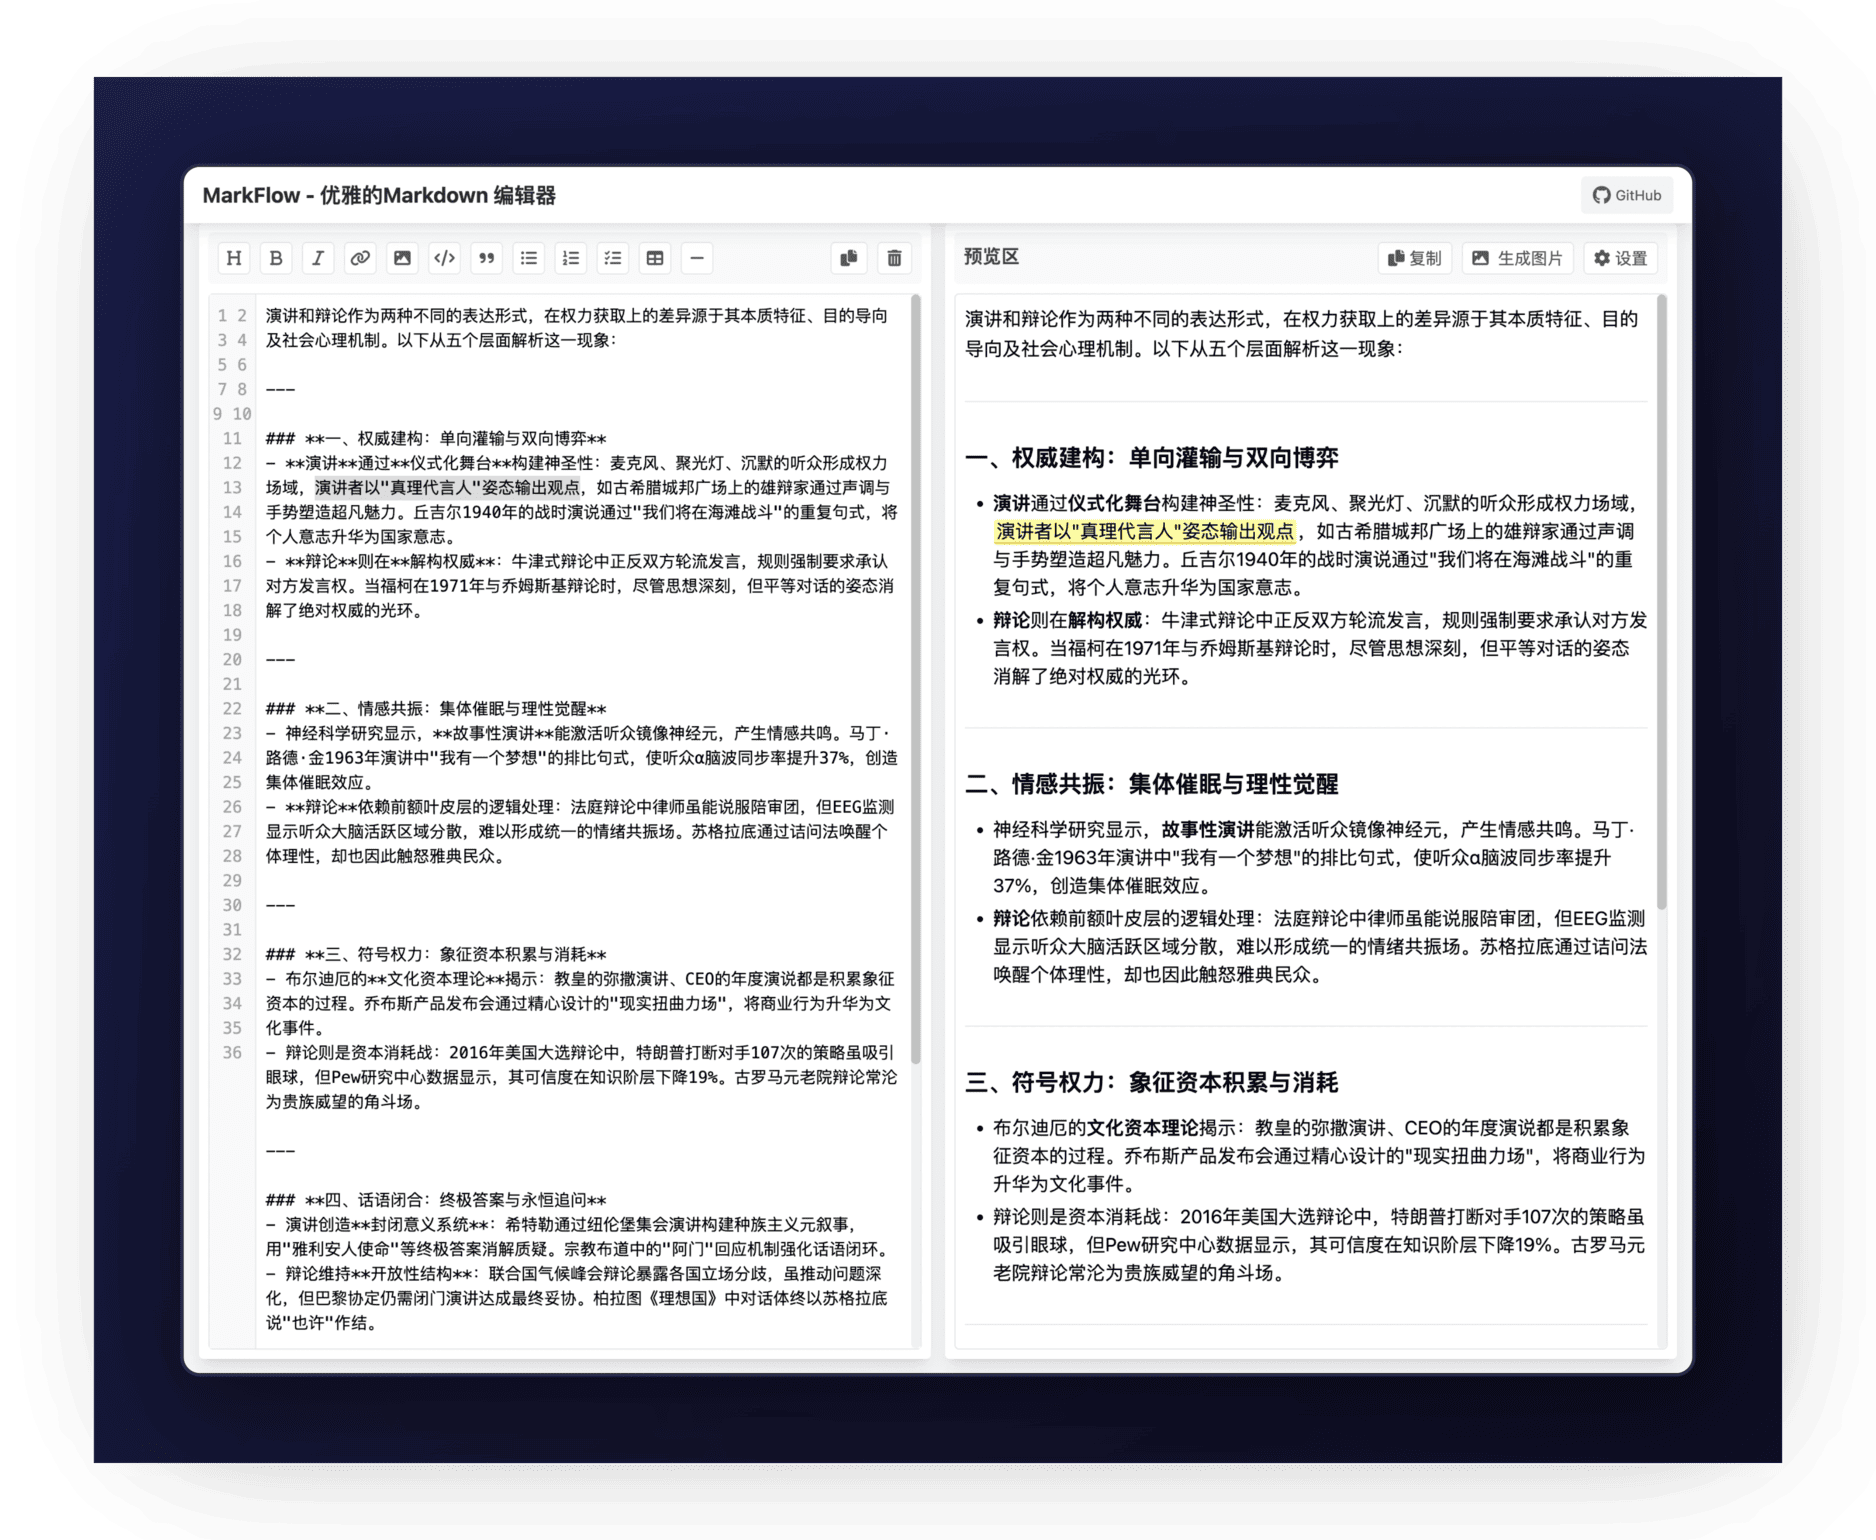 MarkFlow - 优雅的Markdown 编辑器
GitHub
H B I
预览区
复制
生成图片
设置
1 2
3 4
5 6
7 8
9 10
11
12
13
14
15
16
17
18
19
20
21
22
23
24
25
26
27
28
29
30
31
32
33
34
35
36
演讲和辩论作为两种不同的表达形式，在权力获取上的差异源于其本质特征、目的导向
及社会心理机制。以下从五个层面解析这一现象：
---
### **一、权威建构：单向灌输与双向博弈**
- **演讲**通过**仪式化舞台**构建神圣性：麦克风、聚光灯、沉默的听众形成权力
场域，演讲者以"真理代言人"姿态输出观点，如古希腊城邦广场上的雄辩家通过声调与
手势塑造超凡魅力。丘吉尔1940年的战时演说通过"我们将在海滩战斗"的重复句式，将
个人意志升华为国家意志。
- **辩论**则在**解构权威**：牛津式辩论中正反双方轮流发言，规则强制要求承认
对方发言权。当福柯在1971年与乔姆斯基辩论时，尽管思想深刻，但平等对话的姿态消
解了绝对权威的光环。
---
### **二、情感共振：集体催眠与理性觉醒**
- 神经科学研究显示，**故事性演讲**能激活听众镜像神经元，产生情感共鸣。马丁·
路德·金1963年演讲中"我有一个梦想"的排比句式，使听众α脑波同步率提升37%，创造
集体催眠效应。
- **辩论**依赖前额叶皮层的逻辑处理：法庭辩论中律师虽能说服陪审团，但EEG监测
显示听众大脑活跃区域分散，难以形成统一的情绪共振场。苏格拉底通过诘问法唤醒个
体理性，却也因此触怒雅典民众。
---
### **三、符号权力：象征资本积累与消耗**
- 布尔迪厄的**文化资本理论**揭示：教皇的弥撒演讲、CEO的年度演说都是积累象征
资本的过程。乔布斯产品发布会通过精心设计的"现实扭曲力场"，将商业行为升华为文
化事件。
- 辩论则是资本消耗战：2016年美国大选辩论中，特朗普打断对手107次的策略虽吸引
眼球，但Pew研究中心数据显示，其可信度在知识阶层下降19%。古罗马元老院辩论常沦
为贵族威望的角斗场。
---
### **四、话语闭合：终极答案与永恒追问**
- 演讲创造**封闭意义系统**：希特勒通过纽伦堡集会演讲构建种族主义元叙事，
用"雅利安人使命"等终极答案消解质疑。宗教布道中的"阿门"回应机制强化话语闭环。
- 辩论维持**开放性结构**：联合国气候峰会辩论暴露各国立场分歧，虽推动问题深
化，但巴黎协定仍需闭门演讲达成最终妥协。柏拉图《理想国》中对话体终以苏格拉底
说"也许"作结。
演讲和辩论作为两种不同的表达形式，在权力获取上的差异源于其本质特征、目的
导向及社会心理机制。以下从五个层面解析这一现象：
一、权威建构：单向灌输与双向博弈
• 演讲通过仪式化舞台构建神圣性：麦克风、聚光灯、沉默的听众形成权力场域，
演讲者以"真理代言人"姿态输出观点，如古希腊城邦广场上的雄辩家通过声调
与手势塑造超凡魅力。丘吉尔1940年的战时演说通过"我们将在海滩战斗"的重
复句式，将个人意志升华为国家意志。
• 辩论则在解构权威：牛津式辩论中正反双方轮流发言，规则强制要求承认对方发
言权。当福柯在1971年与乔姆斯基辩论时，尽管思想深刻，但平等对话的姿态
消解了绝对权威的光环。
二、情感共振：集体催眠与理性觉醒
• 神经科学研究显示，故事性演讲能激活听众镜像神经元，产生情感共鸣。马丁·
路德·金1963年演讲中"我有一个梦想"的排比句式，使听众α脑波同步率提升
37%，创造集体催眠效应。
• 辩论依赖前额叶皮层的逻辑处理：法庭辩论中律师虽能说服陪审团，但EEG监测
显示听众大脑活跃区域分散，难以形成统一的情绪共振场。苏格拉底通过诘问法
唤醒个体理性，却也因此触怒雅典民众。
三、符号权力：象征资本积累与消耗
• 布尔迪厄的文化资本理论揭示：教皇的弥撒演讲、CEO的年度演说都是积累象
征资本的过程。乔布斯产品发布会通过精心设计的"现实扭曲力场"，将商业行为
升华为文化事件。
• 辩论则是资本消耗战：2016年美国大选辩论中，特朗普打断对手107次的策略虽
吸引眼球，但Pew研究中心数据显示，其可信度在知识阶层下降19%。古罗马元
老院辩论常沦为贵族威望的角斗场。